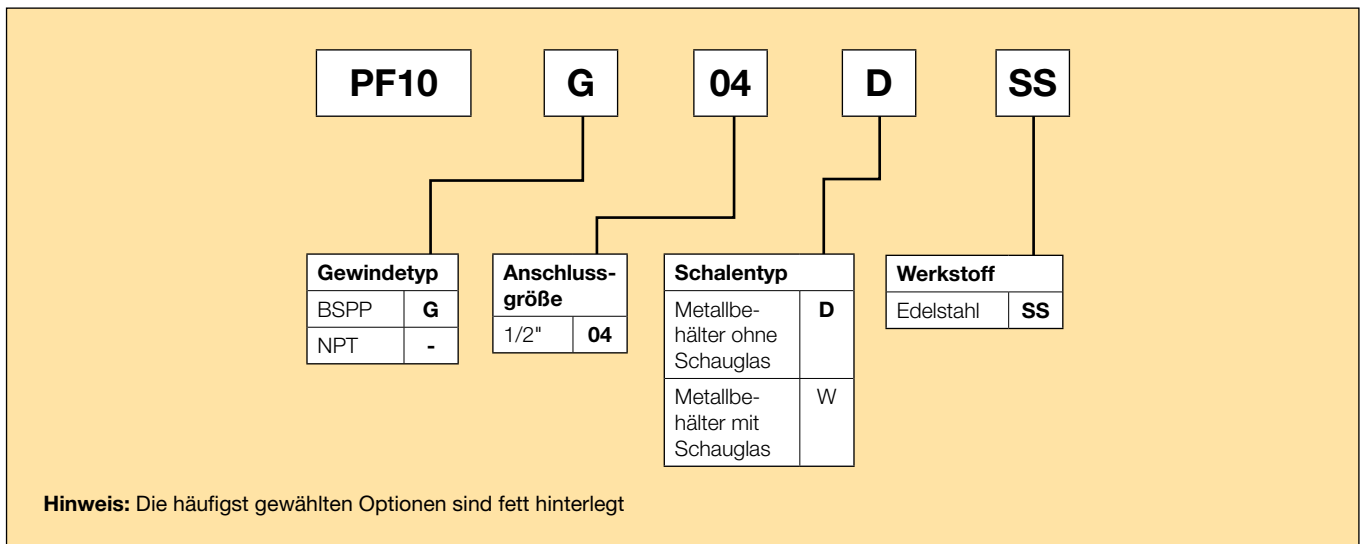 PF10 G 04 D SS
Gewindetyp
BSPP G
NPT -
Anschluss-
größe
1/2" 04
Schalentyp
Metallbe-
hälter ohne
Schauglas
D
Metallbe-
hälter mit
Schauglas
W
Werkstoff
Edelstahl SS
Hinweis: Die häufigst gewählten Optionen sind fett hinterlegt